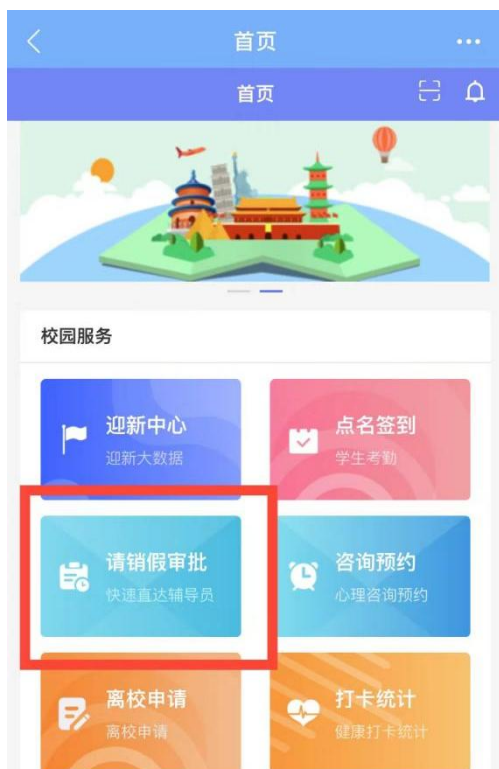 首页
首页
校园服务
迎新中心
迎新大数据
点名签到
学生考勤
请销假审批
快速直达辅导员
咨询预约
心理咨询预约
离校申请
离校申请
打卡统计
健康打卡统计